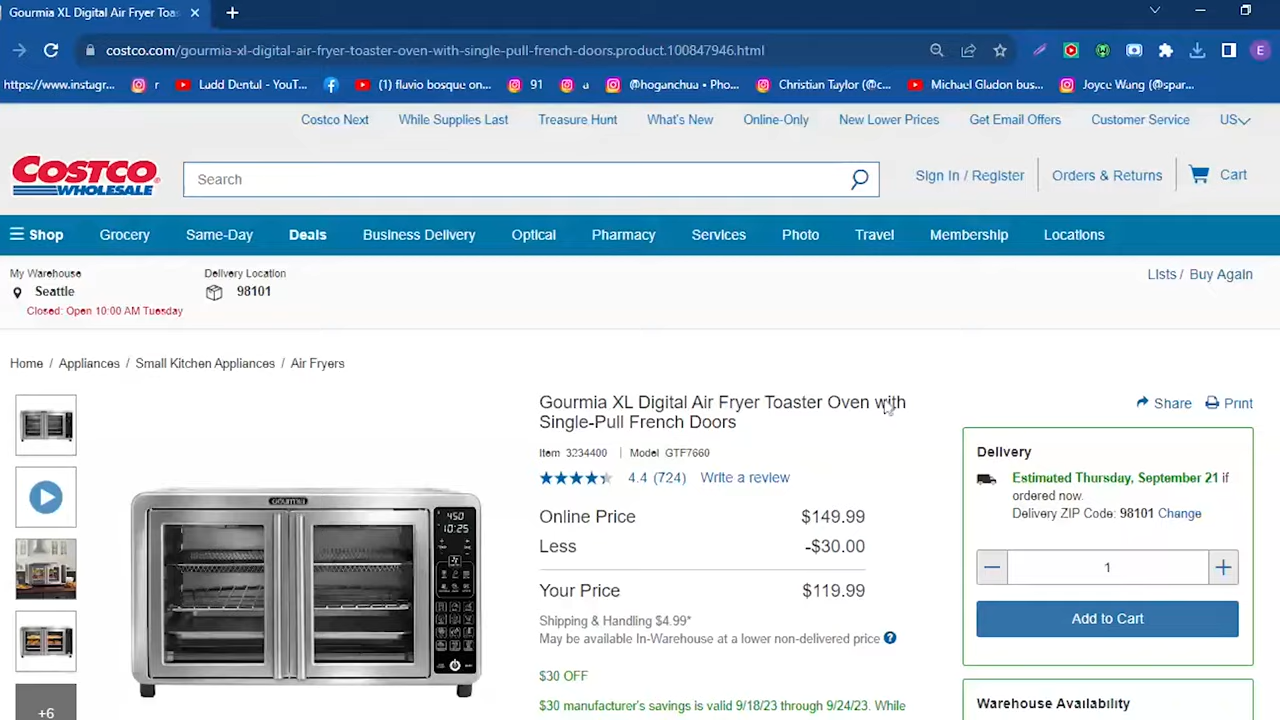 Gourmia XL Digital Air Fryer Toas
costco.com/gourmia-xl-digital-air-fryer-toaster-oven-with-single-pull-french-doors.product.100847946.html
E
https://www.instagr...
r
Ladd Dental - YouT...
(1) flavio bosque on...
91
a
@hoganchua • Pho...
Christian Taylor (@c...
Michael Gladon bus...
Joyce Wang (@spar...
Costco Next
While Supplies Last
Treasure Hunt
What's New
Online-Only
New Lower Prices
Get Email Offers
Customer Service
US
COSTCO
WHOLESALE
Search
Sign In / Register
Orders & Returns
Cart
Shop
Grocery
Same-Day
Deals
Business Delivery
Optical
Pharmacy
Services
Photo
Travel
Membership
Locations
My Warehouse
Seattle
Closed: Open 10:00 AM Tuesday
Delivery Location
98101
Lists / Buy Again
Home / Appliances / Small Kitchen Appliances / Air Fryers
+6
gourmia
450
10:25
Gourmia XL Digital Air Fryer Toaster Oven with
Single-Pull French Doors
Item 3234400 | Model GTF7660
4.4 (724) Write a review
Online Price $149.99
Less -$30.00
Your Price $119.99
Shipping & Handling $4.99*
May be available In-Warehouse at a lower non-delivered price ?
$30 OFF
$30 manufacturer's savings is valid 9/18/23 through 9/24/23. While
Share
Print
Delivery
Estimated Thursday, September 21 if
ordered now.
Delivery ZIP Code: 98101 Change
1
Add to Cart
Warehouse Availability